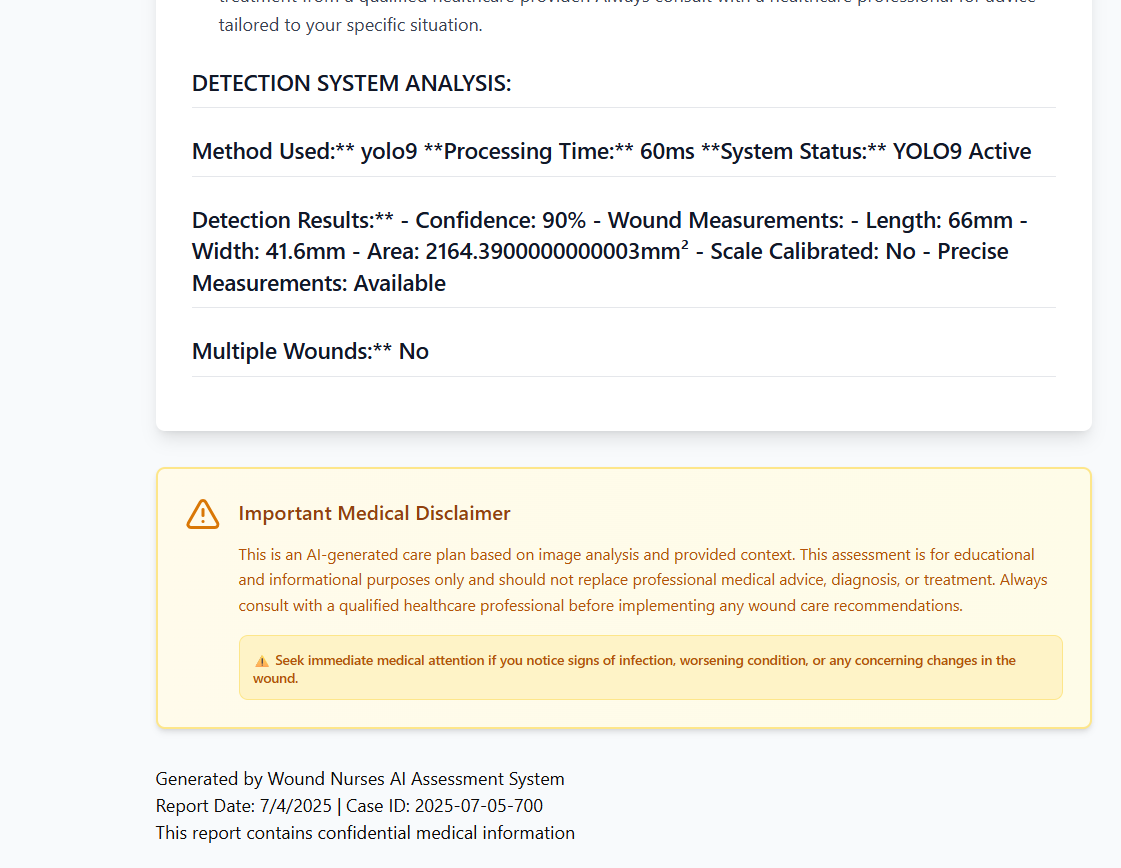 treatment from a qualified healthcare provider. Always consult with a healthcare professional for advice
tailored to your specific situation.
DETECTION SYSTEM ANALYSIS:
Method Used:** yolo9 **Processing Time:** 60ms **System Status:** YOLO9 Active
Detection Results:** - Confidence: 90% - Wound Measurements: - Length: 66mm -
Width: 41.6mm - Area: 2164.3900000000003mm² - Scale Calibrated: No - Precise
Measurements: Available
Multiple Wounds:** No
Important Medical Disclaimer
This is an AI-generated care plan based on image analysis and provided context. This assessment is for educational
and informational purposes only and should not replace professional medical advice, diagnosis, or treatment. Always
consult with a qualified healthcare professional before implementing any wound care recommendations.
⚠️ Seek immediate medical attention if you notice signs of infection, worsening condition, or any concerning changes in the
wound.
Generated by Wound Nurses AI Assessment System
Report Date: 7/4/2025 | Case ID: 2025-07-05-700
This report contains confidential medical information